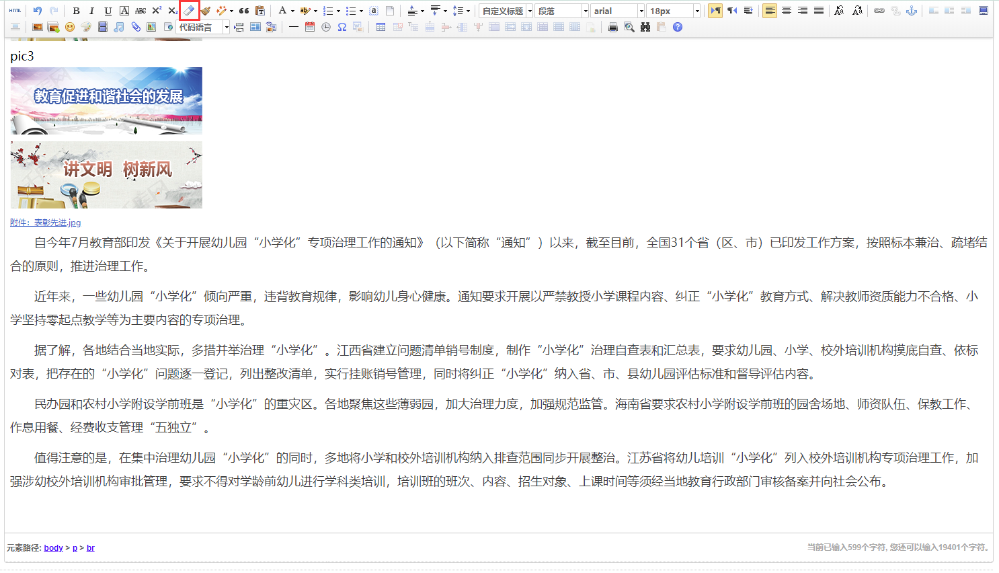 HTML B I U A ABC X² X₂ A ab 自定义标题 段落 arial 18px
代码语言
pic3
教育促进和谐社会的发展
讲文明 树新风
附件：表彰先进.jpg
自今年7月教育部印发《关于开展幼儿园“小学化”专项治理工作的通知》（以下简称“通知”）以来，截至目前，全国31个省（区、市）已印发工作方案，按照标本兼治、疏堵结
合的原则，推进治理工作。
近年来，一些幼儿园“小学化”倾向严重，违背教育规律，影响幼儿身心健康。通知要求开展以严禁教授小学课程内容、纠正“小学化”教育方式、解决教师资质能力不合格、小
学坚持零起点教学等为主要内容的专项治理。
据了解，各地结合当地实际，多措并举治理“小学化”。江西省建立问题清单销号制度，制作“小学化”治理自查表和汇总表，要求幼儿园、小学、校外培训机构摸底自查、依标
对表，把存在的“小学化”问题逐一登记，列出整改清单，实行挂账销号管理，同时将纠正“小学化”纳入省、市、县幼儿园评估标准和督导评估内容。
民办园和农村小学附设学前班是“小学化”的重灾区。各地聚焦这些薄弱园，加大治理力度，加强规范监管。海南省要求农村小学附设学前班的园舍场地、师资队伍、保教工作、
作息用餐、经费收支管理“五独立”。
值得注意的是，在集中治理幼儿园“小学化”的同时，多地将小学和校外培训机构纳入排查范围同步开展整治。江苏省将幼儿培训“小学化”列入校外培训机构专项治理工作，加
强涉幼校外培训机构审批管理，要求不得对学龄前幼儿进行学科类培训，培训班的班次、内容、招生对象、上课时间等须经当地教育行政部门审核备案并向社会公布。
元素路径: body > p > br
当前已输入599个字符, 您还可以输入19401个字符。